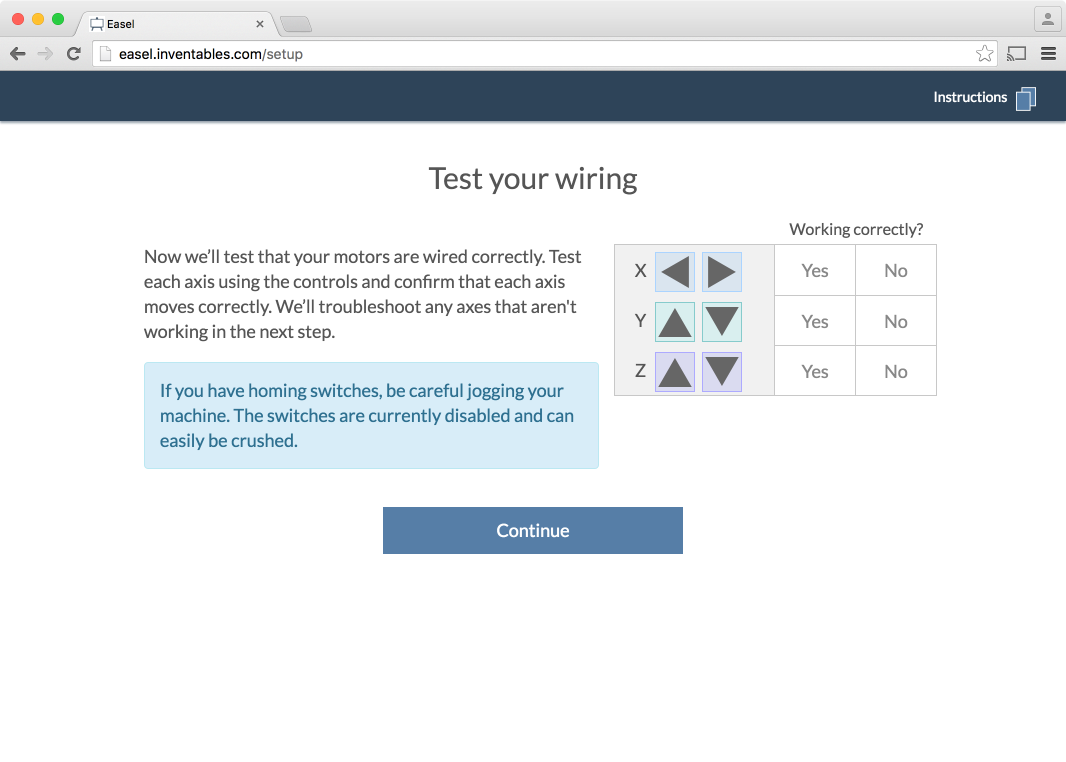 Easel
easel.inventables.com/setup
Instructions
Test your wiring
Now we’ll test that your motors are wired correctly. Test
each axis using the controls and confirm that each axis
moves correctly. We’ll troubleshoot any axes that aren't
working in the next step.
If you have homing switches, be careful jogging your
machine. The switches are currently disabled and can
easily be crushed.
Working correctly?
X Yes No
Y Yes No
Z Yes No
Continue